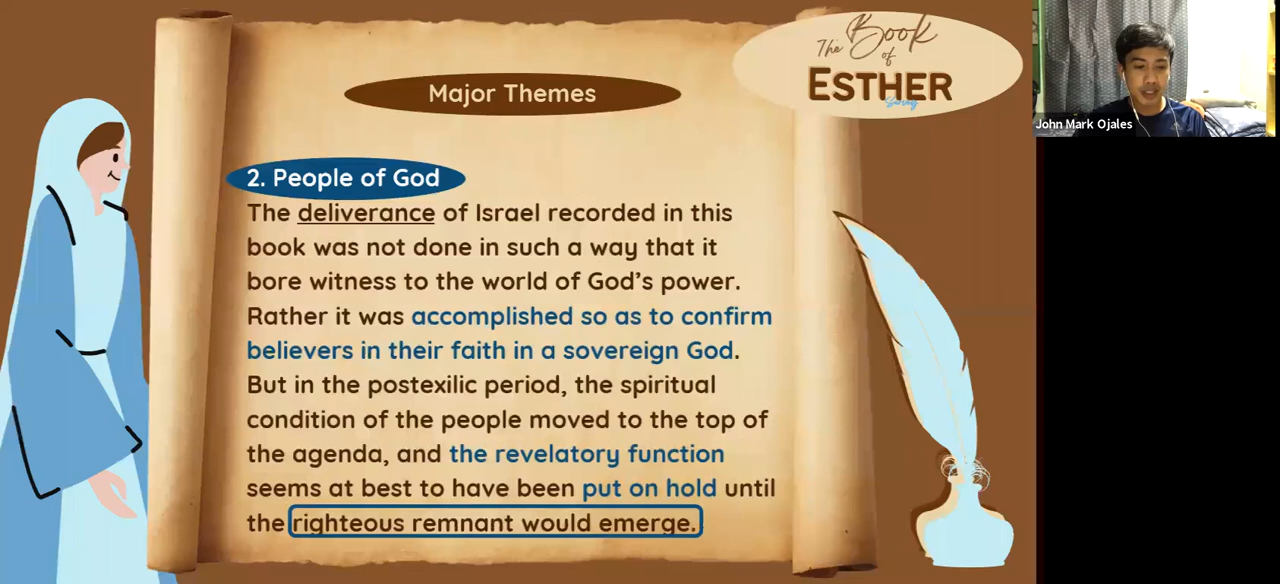 The Book
of
ESTHER
Major Themes
John Mark Ojales
2. People of God
The deliverance of Israel recorded in this
book was not done in such a way that it
bore witness to the world of God’s power.
Rather it was accomplished so as to confirm
believers in their faith in a sovereign God.
But in the postexilic period, the spiritual
condition of the people moved to the top of
the agenda, and the revelatory function
seems at best to have been put on hold until
the righteous remnant would emerge.